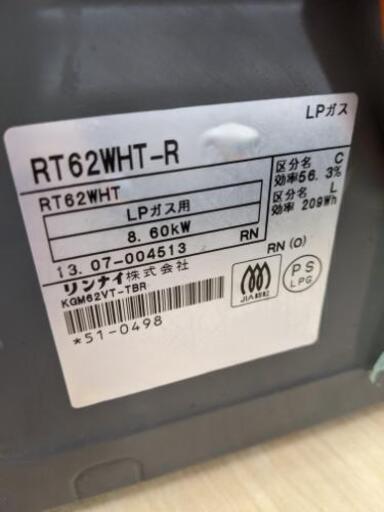 LPガス
RT62WHT-R
RT62WHT
LPガス用
8.60kW
13.07-004513 RN
リンナイ株式会社
KGM62VT-TBR
*51-0498
区分名 C
効率56.3%
区分名 L
効率 209Wh
RN (O)
JIA
PS
LPG